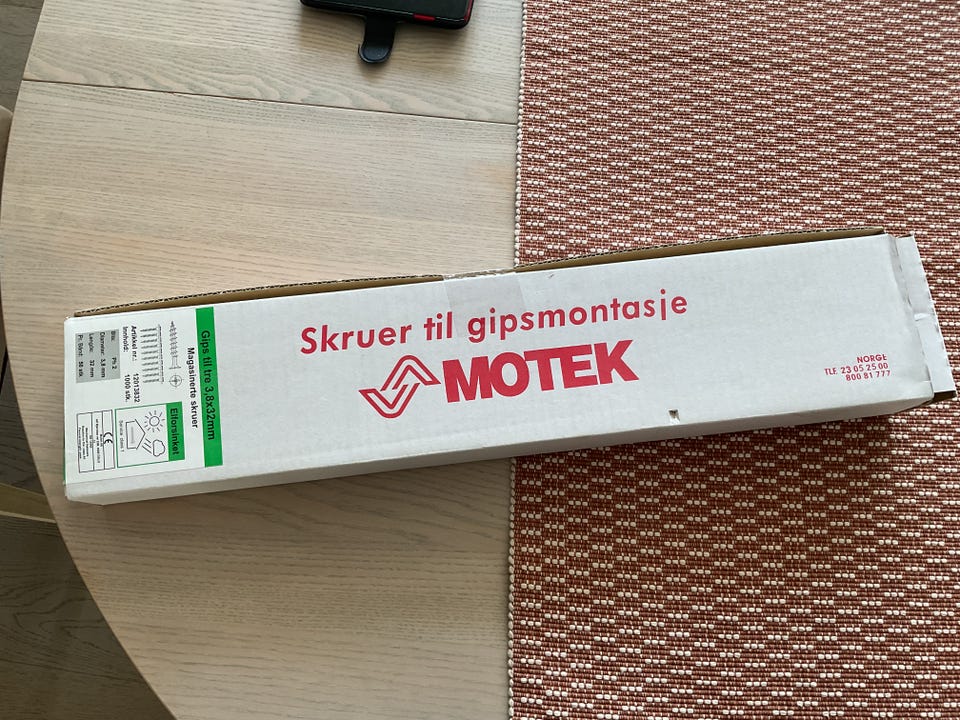 Skruer til gipsmontasje
MOTEK
NORGE
TLF. 23 05 25 00
800 81 777
Gips til tre 3,8x32mm
Magasinerte skruer
Artikkel nr.: 12013832
Innhold: 1000 stk.
Bits: Ph 2
Diameter: 3,8 mm
Lengde: 32 mm
Pr. Bånd: 50 stk
Elforsinket
CE